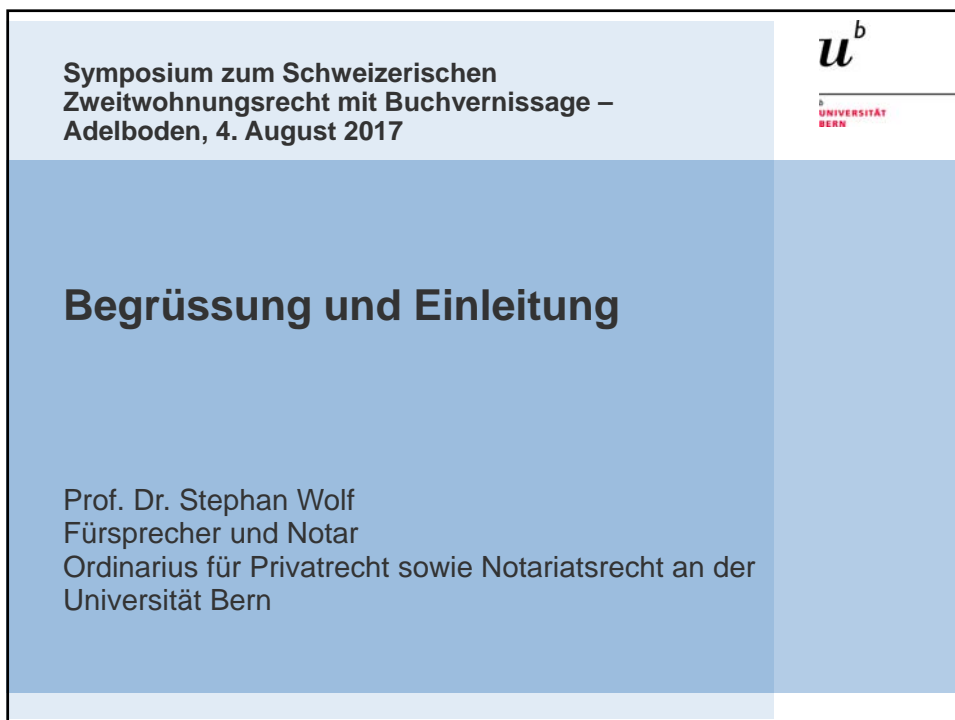 Symposium zum Schweizerischen
Zweitwohnungsrecht mit Buchvernissage –
Adelboden, 4. August 2017
u b
b
UNIVERSITÄT
BERN
Begrüssung und Einleitung
Prof. Dr. Stephan Wolf
Fürsprecher und Notar
Ordinarius für Privatrecht sowie Notariatsrecht an der
Universität Bern